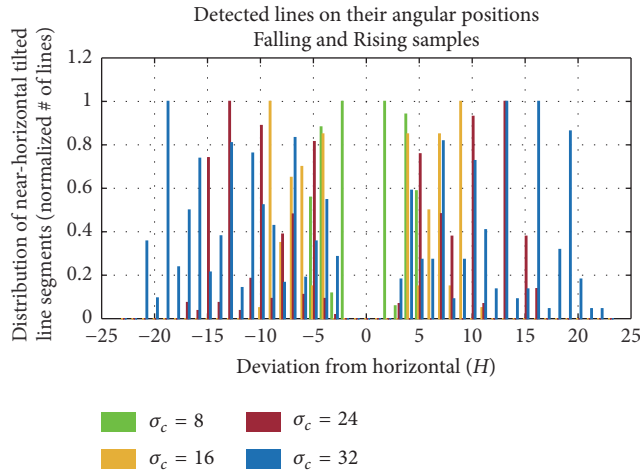 Detected lines on their angular positions
Falling and Rising samples
Distribution of near-horizontal tilted
line segments (normalized # of lines)
1.2
1
0.8
0.6
0.4
0.2
0
−25 −20 −15 −10 −5 0 5 10 15 20 25
Deviation from horizontal (H)
σc = 8
σc = 24
σc = 16
σc = 32